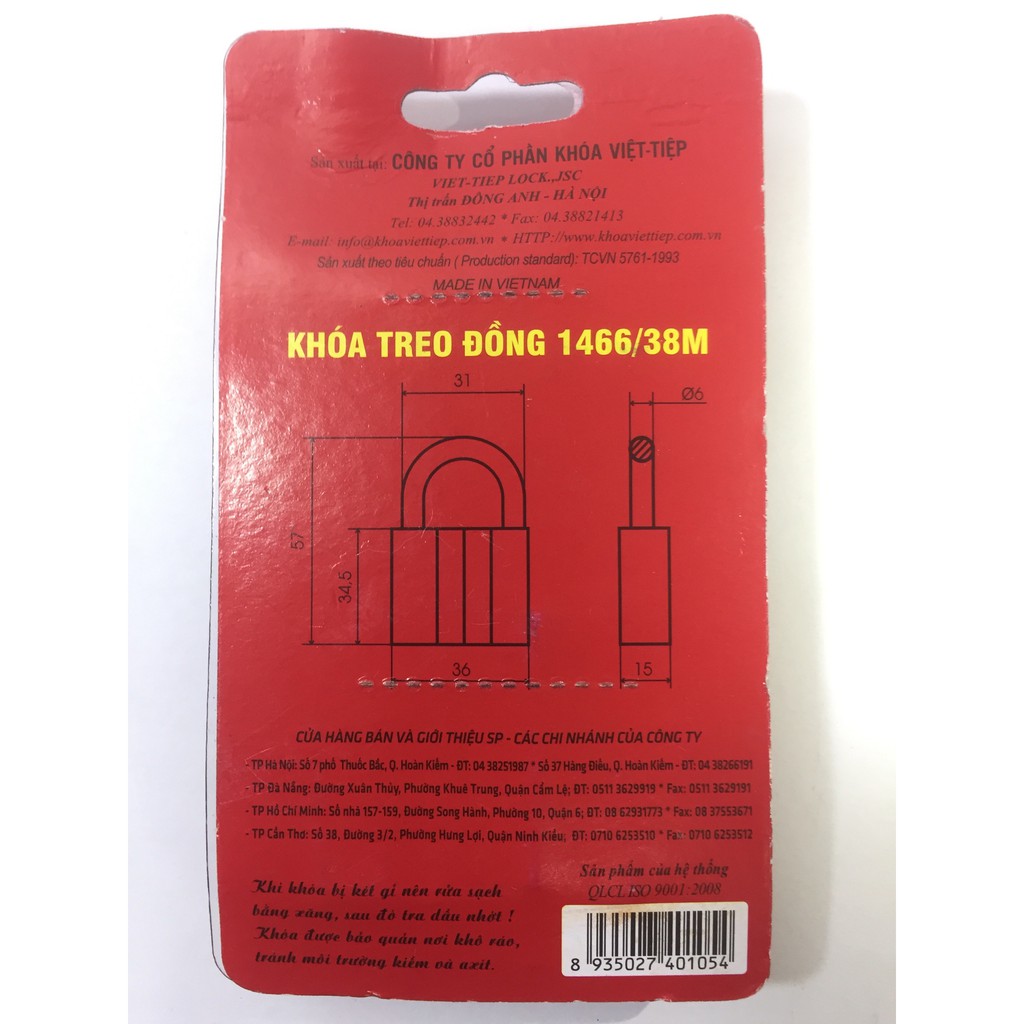 Sản xuất tại: CÔNG TY CỔ PHẦN KHÓA VIỆT-TIỆP
VIET-TIEP LOCK.,JSC
Thị trấn ĐÔNG ANH - HÀ NỘI
Tel: 04.38832442 * Fax: 04.38821413
E-mail: info@khoaviettiep.com.vn * HTTP://www.khoaviettiep.com.vn
Sản xuất theo tiêu chuẩn ( Production standard): TCVN 5761-1993
MADE IN VIETNAM
KHÓA TREO ĐỒNG 1466/38M
31
Ø6
57
34.5
36
15
CỬA HÀNG BÁN VÀ GIỚI THIỆU SP - CÁC CHI NHÁNH CỦA CÔNG TY
- TP Hà Nội: Số 7 phố Thuốc Bắc, Q. Hoàn Kiếm - ĐT: 04 38251987 * Số 37 Hàng Điếu, Q. Hoàn Kiếm - ĐT: 04 38266191
- TP Đà Nẵng: Đường Xuân Thủy, Phường Khuê Trung, Quận Cẩm Lệ; ĐT: 0511 3629919 * Fax: 0511 3629191
- TP Hồ Chí Minh: Số nhà 157-159, Đường Song Hành, Phường 10, Quận 6; ĐT: 08 62931773 * Fax: 08 37553671
- TP Cần Thơ: Số 38, Đường 3/2, Phường Hưng Lợi, Quận Ninh Kiều; ĐT: 0710 6253510 * Fax: 0710 6253512
Sản phẩm của hệ thống
QLCL ISO 9001:2008
Khi khóa bị kẹt gỉ nên rửa sạch
bằng xăng, sau đó tra dầu nhờt !
Khóa được bảo quản nơi khô ráo,
tránh môi trường kiềm và axit.
8 935027 401054